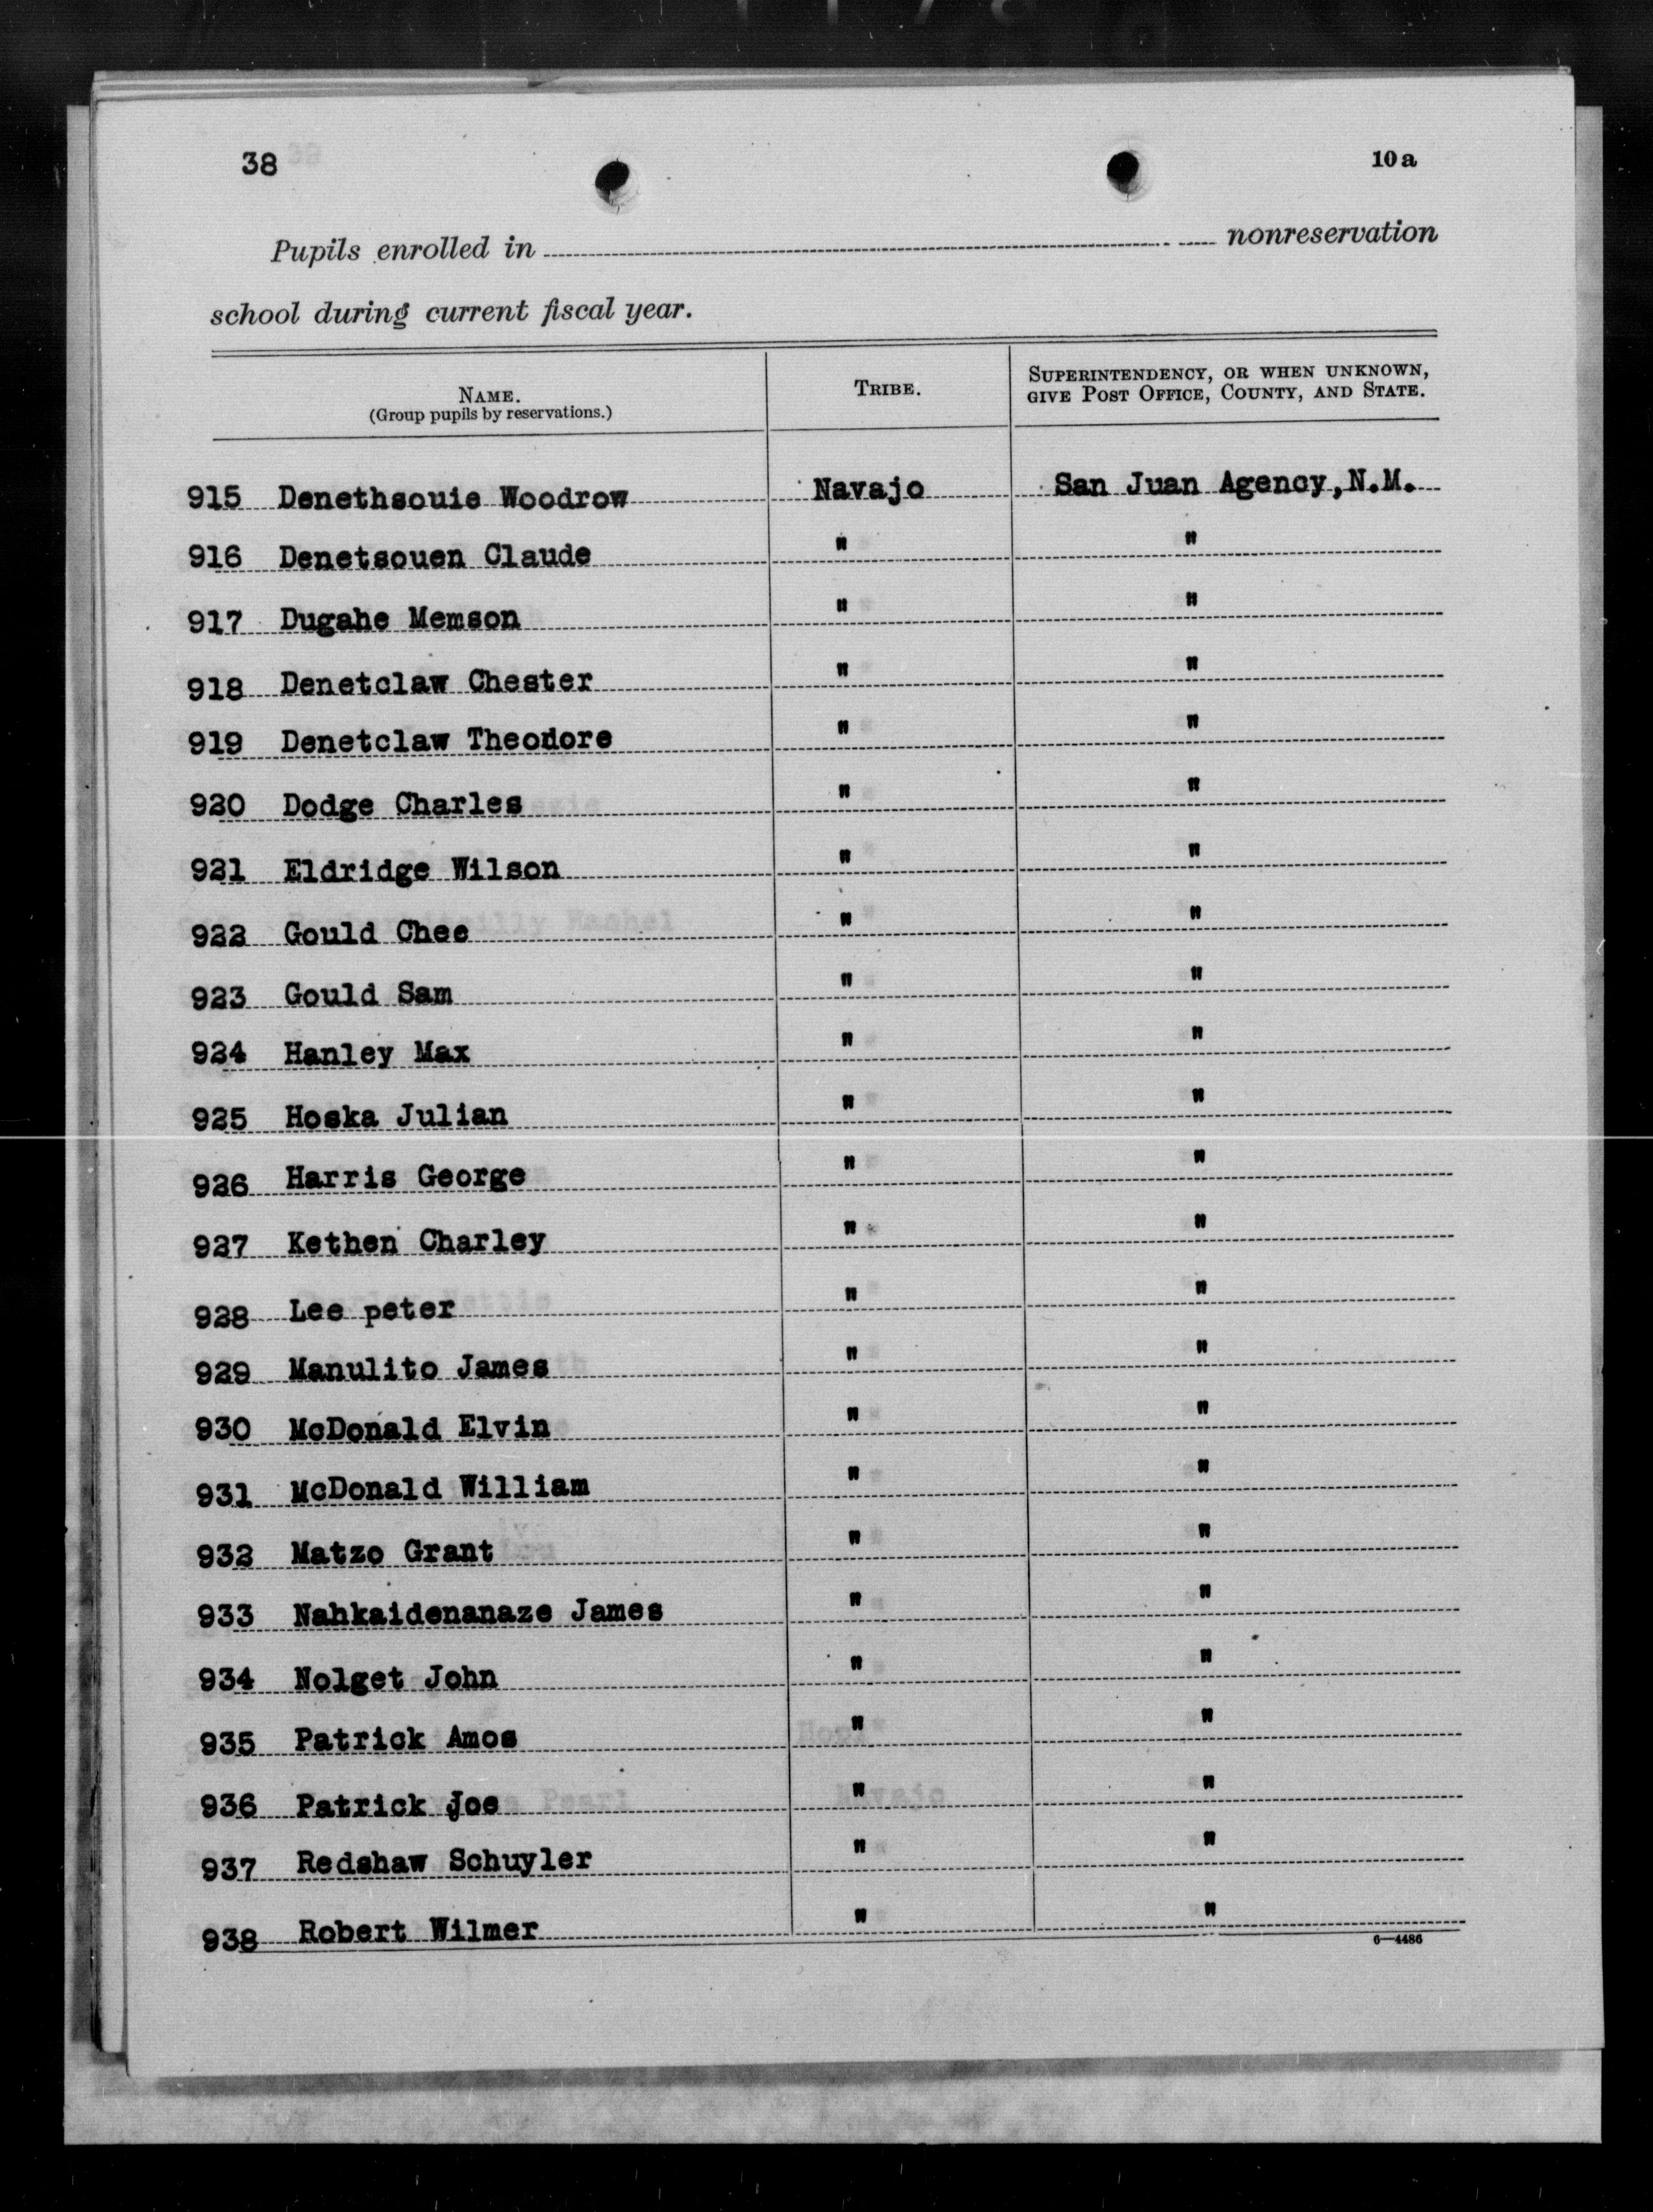 38
10a
Pupils enrolled in nonreservation
school during current fiscal year.
NAME.
(Group pupils by reservations.)
TRIBE.
SUPERINTENDENCY, OR WHEN UNKNOWN,
GIVE POST OFFICE, COUNTY, AND STATE.
915 Denethsouie Woodrow Navajo San Juan Agency, N.M.
916 Denetsouen Claude " "
917 Dugahe Memson " "
918 Denetclaw Chester " "
919 Denetclaw Theodore " "
920 Dodge Charles " "
921 Eldridge Wilson " "
922 Gould Chee " "
923 Gould Sam " "
924 Hanley Max " "
925 Hoska Julian " "
926 Harris George " "
927 Kethen Charley " "
928 Lee peter " "
929 Manulito James " "
930 McDonald Elvin " "
931 McDonald William " "
932 Matzo Grant " "
933 Nahkaidenanaze James " "
934 Nolget John " "
935 Patrick Amos " "
936 Patrick Joe " "
937 Redshaw Schuyler " "
938 Robert Wilmer " "
6—4486